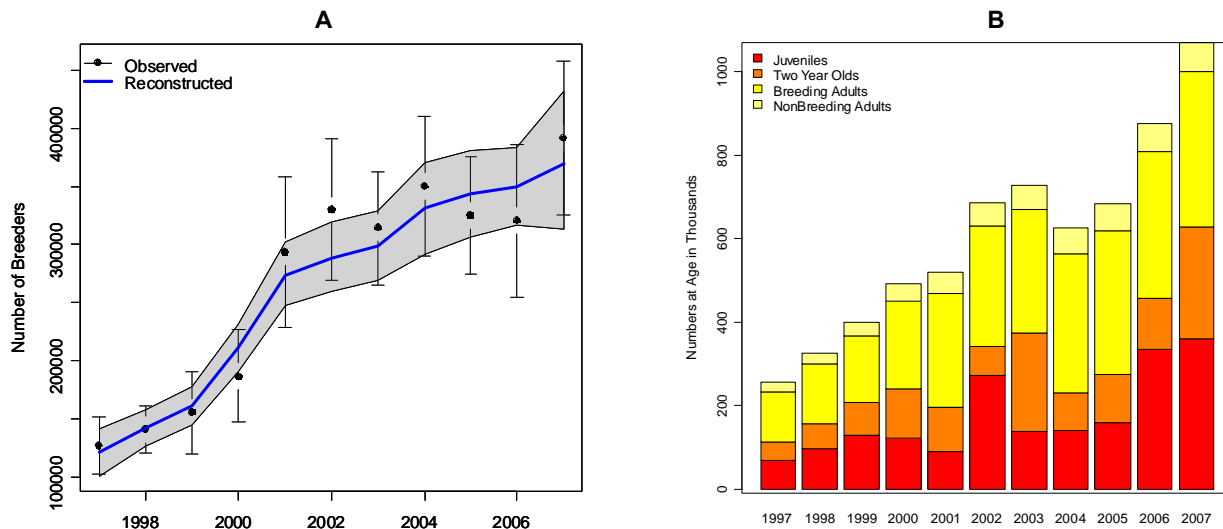 A
Observed
Reconstructed
Number of Breeders
400000
300000
200000
100000
1998 2000 2002 2004 2006
B
Juveniles
Two Year Olds
Breeding Adults
NonBreeding Adults
Numbers at Age in Thousands
1000
800
600
400
200
0
1997 1998 1999 2000 2001 2002 2003 2004 2005 2006 2007